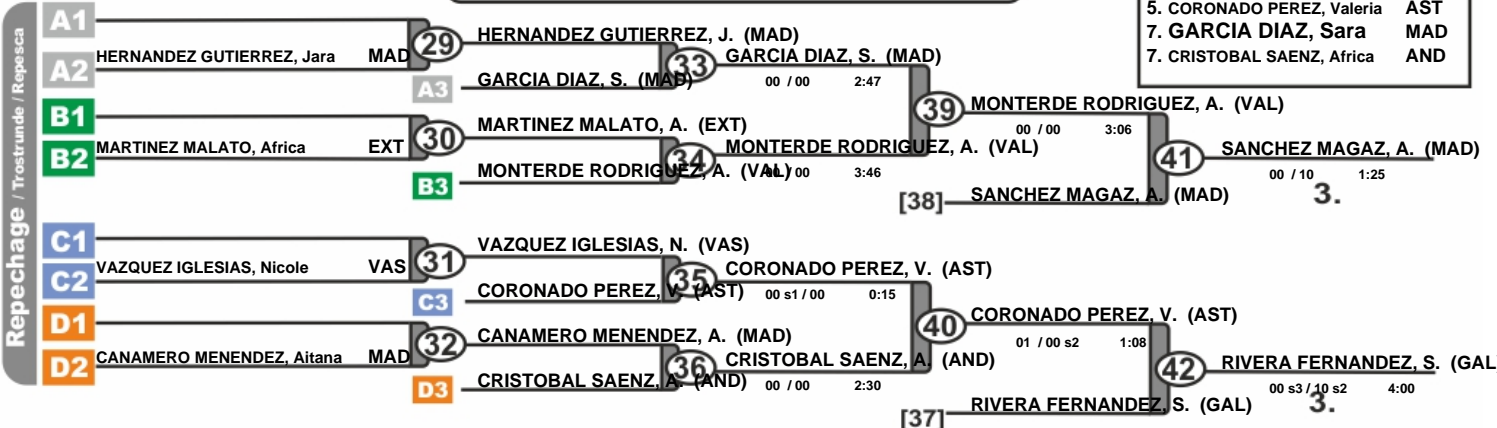 Repechage / Trostrunde / Repesca
5. CORONADO PEREZ, Valeria AST
7. GARCIA DIAZ, Sara MAD
7. CRISTOBAL SAENZ, Africa AND
A1
HERNANDEZ GUTIERREZ, Jara MAD
A2
29
HERNANDEZ GUTIERREZ, J. (MAD)
A3
GARCIA DIAZ, S. (MAD)
33
GARCIA DIAZ, S. (MAD)
00 / 00 2:47
B1
MARTINEZ MALATO, Africa EXT
B2
30
MARTINEZ MALATO, A. (EXT)
B3
MONTERDE RODRIGUEZ, A. (VAL)
34
MONTERDE RODRIGUEZ, A. (VAL)
00 / 00 3:46
39
MONTERDE RODRIGUEZ, A. (VAL)
00 / 00 3:06
[38]
SANCHEZ MAGAZ, A. (MAD)
41
SANCHEZ MAGAZ, A. (MAD)
00 / 10 1:25
3.
C1
VAZQUEZ IGLESIAS, Nicole VAS
C2
31
VAZQUEZ IGLESIAS, N. (VAS)
C3
CORONADO PEREZ, V. (AST)
35
CORONADO PEREZ, V. (AST)
00 s1 / 00 0:15
D1
CANAMERO MENENDEZ, Aitana MAD
D2
32
CANAMERO MENENDEZ, A. (MAD)
D3
CRISTOBAL SAENZ, A. (AND)
36
CRISTOBAL SAENZ, A. (AND)
00 / 00 2:30
40
CORONADO PEREZ, V. (AST)
01 / 00 s2 1:08
[37]
RIVERA FERNANDEZ, S. (GAL)
42
RIVERA FERNANDEZ, S. (GAL
00 s3 / 10 s2 4:00
3.